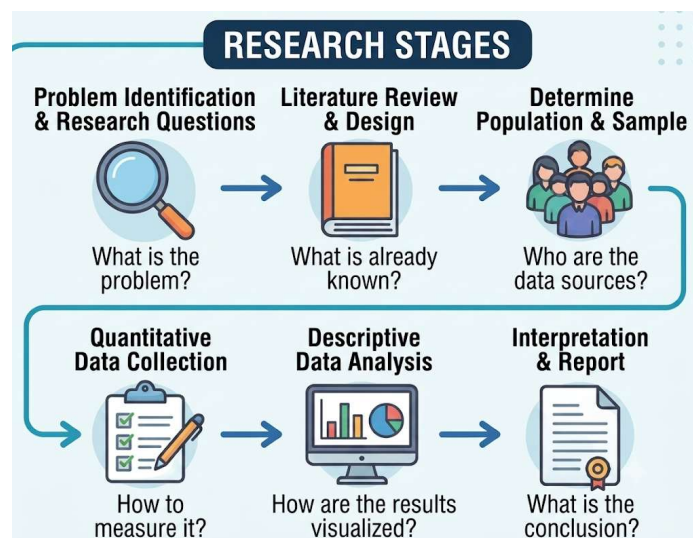 RESEARCH STAGES
Problem Identification
& Research Questions
What is the
problem?
Literature Review
& Design
What is already
known?
Determine
Population & Sample
Who are the
data sources?
Quantitative
Data Collection
How to
measure it?
Descriptive
Data Analysis
How are the results
visualized?
Interpretation
& Report
What is the
conclusion?